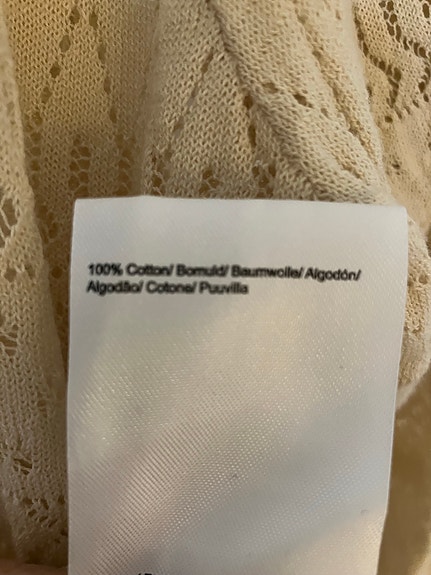 100% Cotton/ Bomuld/ Baumwolle/ Algodón/
Algodão/ Cotone/ Puuvilla